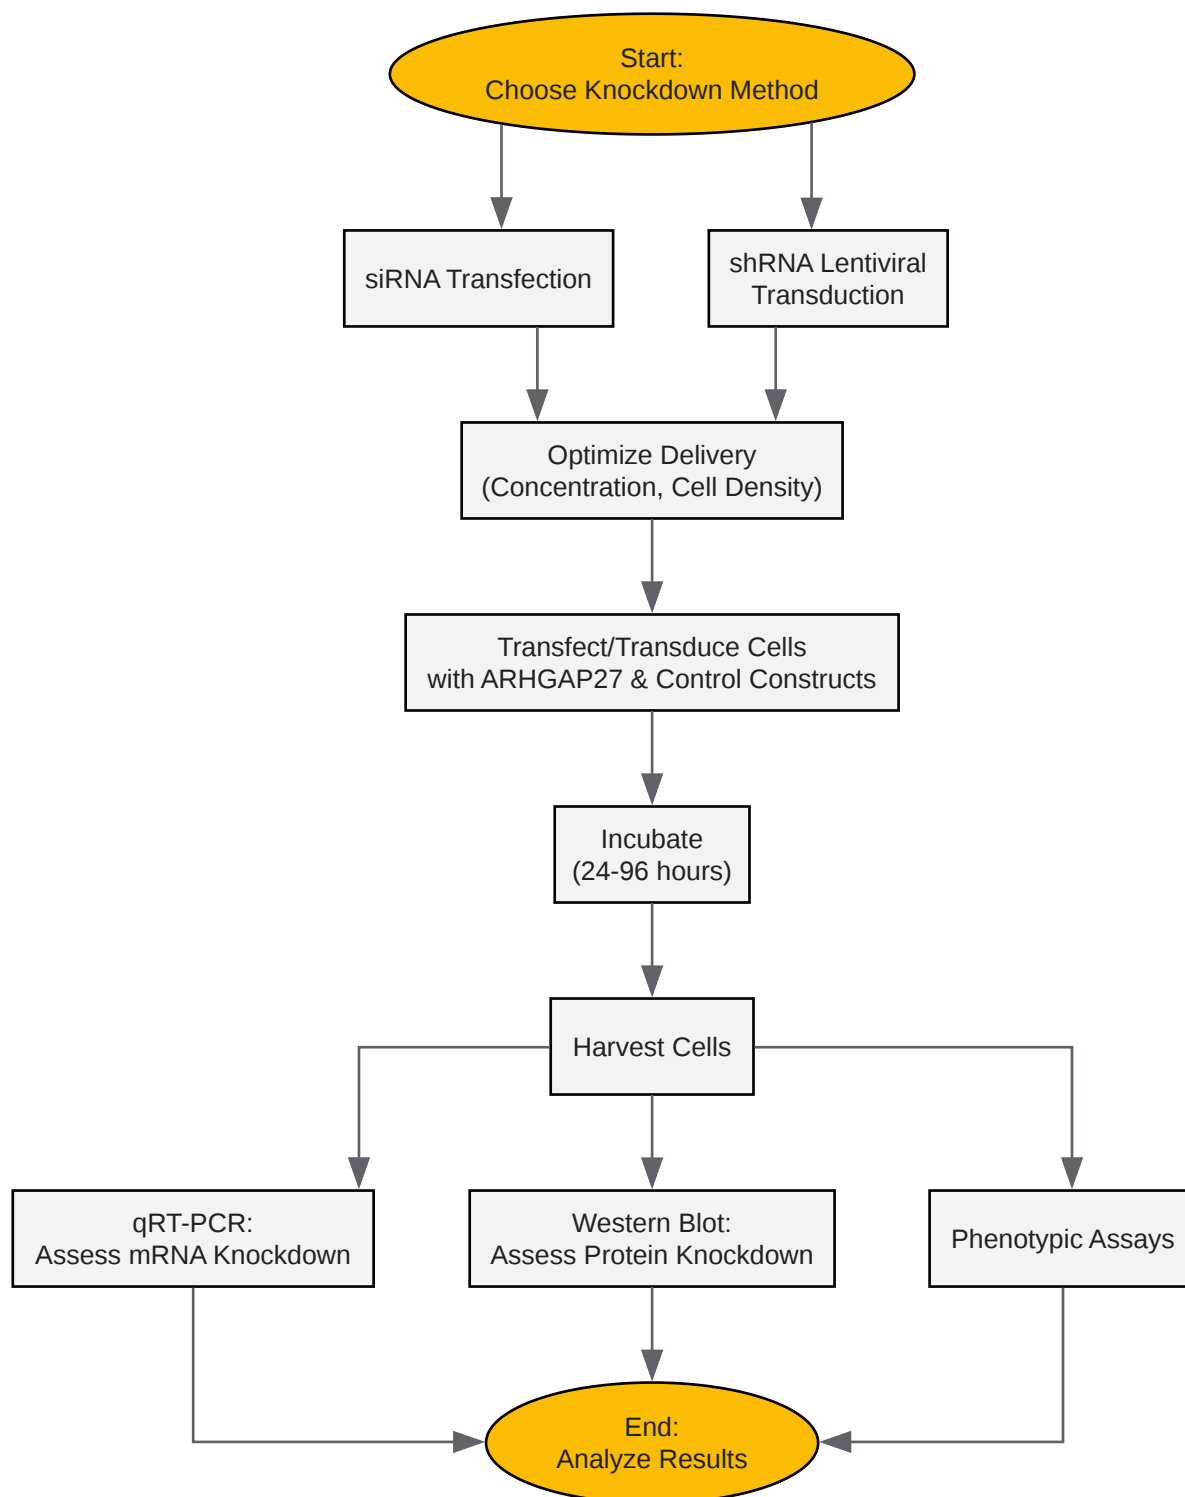 Start:
Choose Knockdown Method
siRNA Transfection
shRNA Lentiviral
Transduction
Optimize Delivery
(Concentration, Cell Density)
Transfect/Transduce Cells
with ARHGAP27 & Control Constructs
Incubate
(24-96 hours)
Harvest Cells
qRT-PCR:
Assess mRNA Knockdown
Western Blot:
Assess Protein Knockdown
Phenotypic Assays
End:
Analyze Results